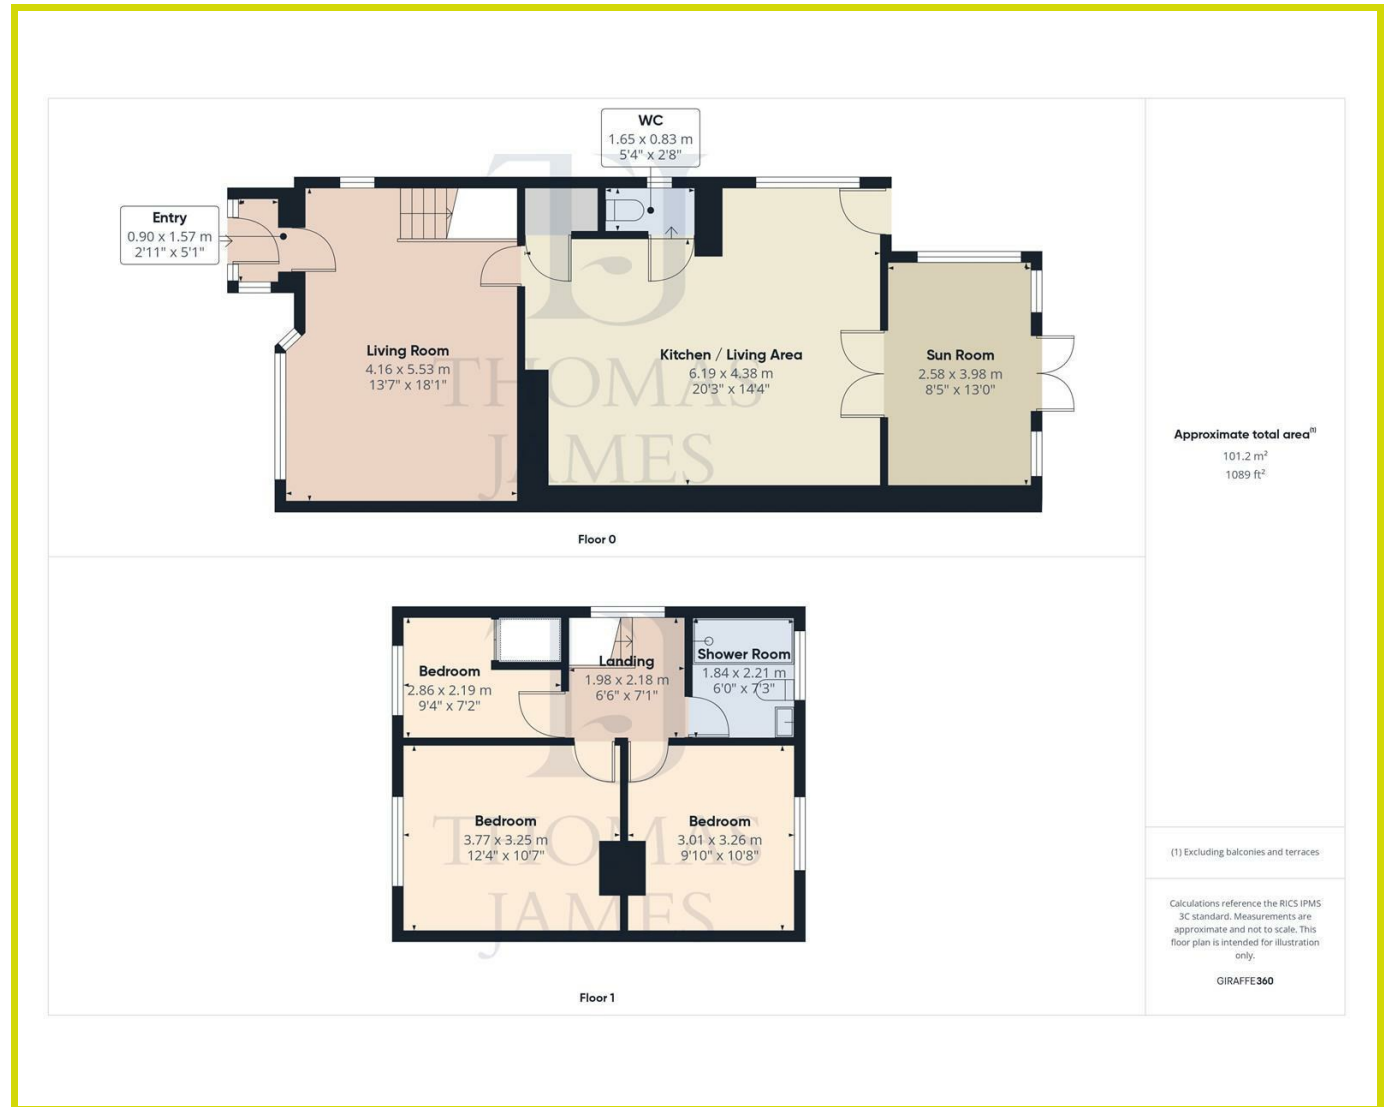 WC
1.65 x 0.83 m
5'4" x 2'8"
Entry
0.90 x 1.57 m
2'11" x 5'1"
Living Room
4.16 x 5.53 m
13'7" x 18'1"
Kitchen / Living Area
6.19 x 4.38 m
20'3" x 14'4"
Sun Room
2.58 x 3.98 m
8'5" x 13'0"
THOMAS
JAMES
Floor 0
Bedroom
2.86 x 2.19 m
9'4" x 7'2"
Landing
1.98 x 2.18 m
6'6" x 7'1"
Shower Room
1.84 x 2.21 m
6'0" x 7'3"
Bedroom
3.77 x 3.25 m
12'4" x 10'7"
Bedroom
3.01 x 3.26 m
9'10" x 10'8"
THOMAS
JAMES
Floor 1
Approximate total area(1)
101.2 m²
1089 ft²
(1) Excluding balconies and terraces
Calculations reference the RICS IPMS
3C standard. Measurements are
approximate and not to scale. This
floor plan is intended for illustration
only.
GIRAFFE360